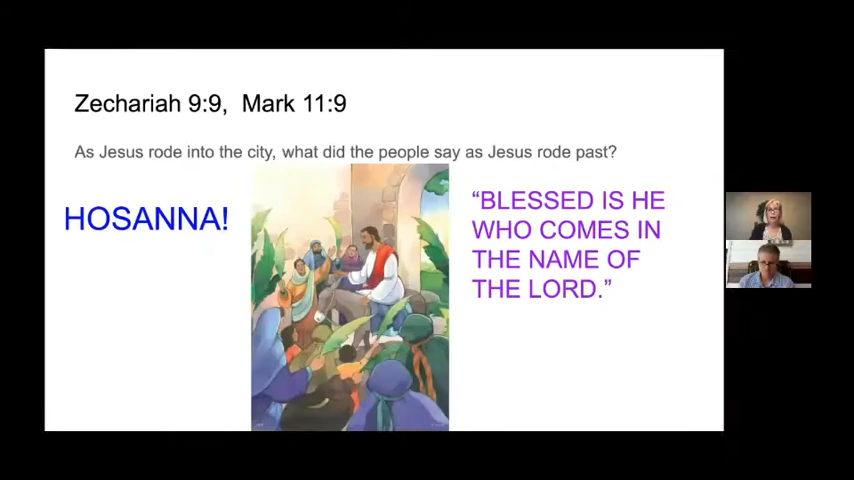 Zechariah 9:9,  Mark 11:9
As Jesus rode into the city, what did the people say as Jesus rode past?
HOSANNA!
“BLESSED IS HE
WHO COMES IN
THE NAME OF
THE LORD.”